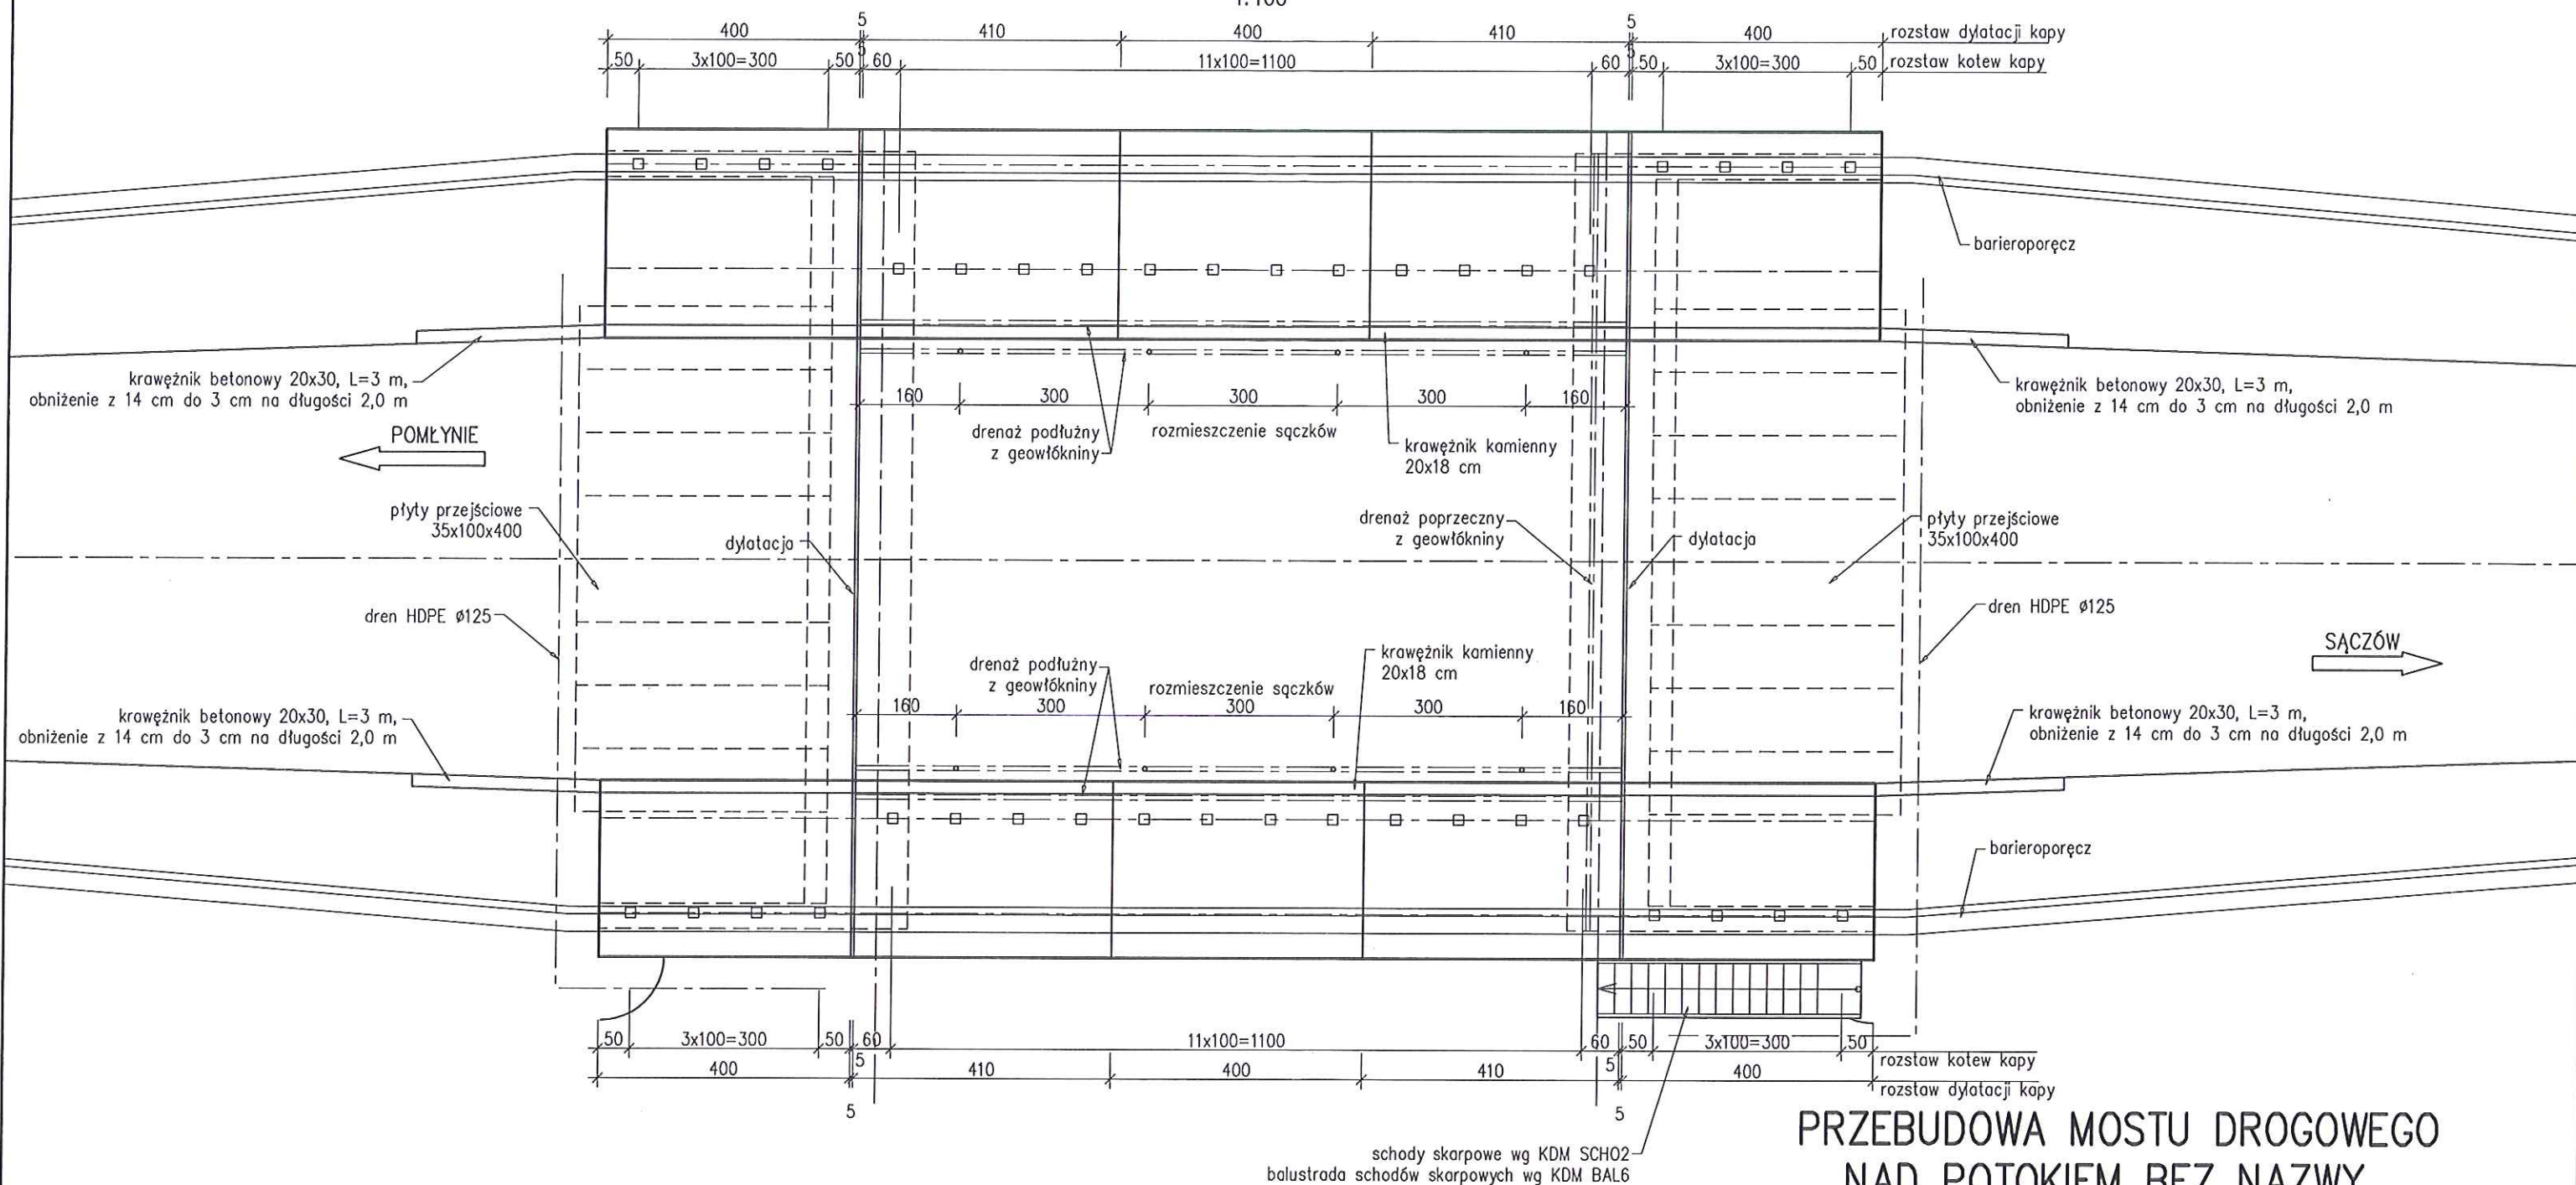 1:100
5
5
400
410
400
410
400
rozstaw dylatacji kapy
50
3x100=300
50
5
60
11x100=1100
60
5
50
3x100=300
50
rozstaw kotew kapy
barieroporęcz
krawężnik betonowy 20x30, L=3 m,
obniżenie z 14 cm do 3 cm na długości 2,0 m
160
300
300
300
160
krawężnik betonowy 20x30, L=3 m,
obniżenie z 14 cm do 3 cm na długości 2,0 m
POMŁYNIE
drenaż podłużny
z geowłókniny
rozmieszczenie sączków
krawężnik kamienny
20x18 cm
płyty przejściowe
35x100x400
dylatacja
drenaż poprzeczny
z geowłókniny
dylatacja
płyty przejściowe
35x100x400
dren HDPE ø125
dren HDPE ø125
SĄCZÓW
drenaż podłużny
z geowłókniny
rozmieszczenie sączków
krawężnik kamienny
20x18 cm
160
300
300
300
160
krawężnik betonowy 20x30, L=3 m,
obniżenie z 14 cm do 3 cm na długości 2,0 m
krawężnik betonowy 20x30, L=3 m,
obniżenie z 14 cm do 3 cm na długości 2,0 m
barieroporęcz
50
3x100=300
50
60
11x100=1100
60
50
3x100=300
50
rozstaw kotew kapy
5
5
400
410
400
410
400
rozstaw dylatacji kapy
5
5
PRZEBUDOWA MOSTU DROGOWEGO
NAD POTOKIEM BEZ NAZWY
schody skarpowe wg KDM SCHO2
balustrada schodów skarpowych wg KDM BAL6